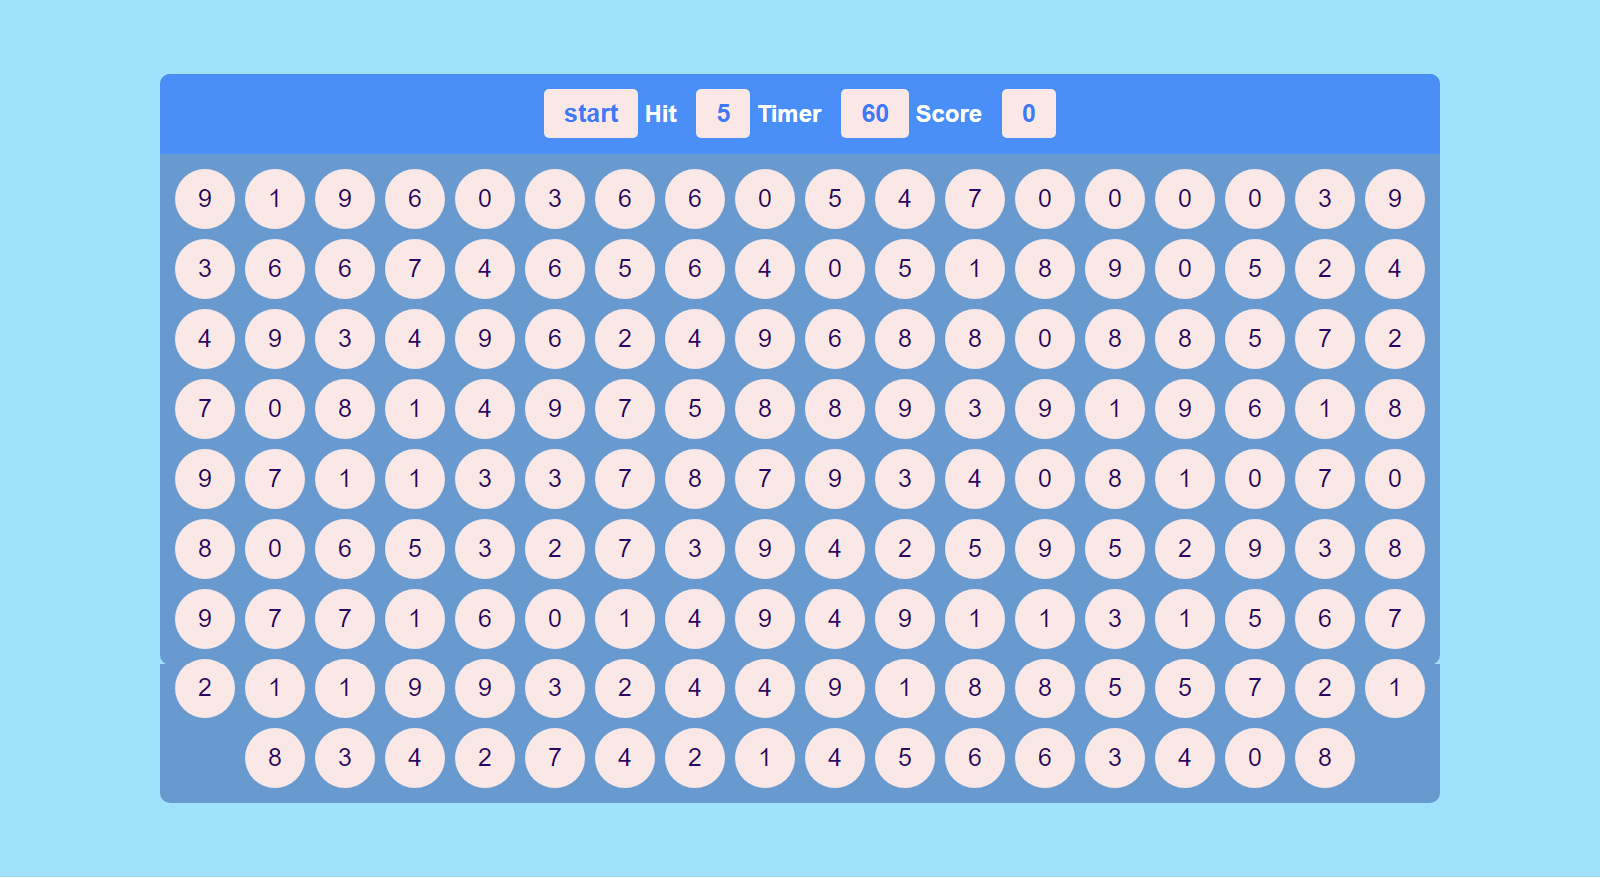 start Hit 5 Timer 60 Score 0
9 1 9 6 0 3 6 6 0 5 4 7 0 0 0 0 3 9
3 6 6 7 4 6 5 6 4 0 5 1 8 9 0 5 2 4
4 9 3 4 9 6 2 4 9 6 8 8 0 8 8 5 7 2
7 0 8 1 4 9 7 5 8 8 9 3 9 1 9 6 1 8
9 7 1 1 3 3 7 8 7 9 3 4 0 8 1 0 7 0
8 0 6 5 3 2 7 3 9 4 2 5 9 5 2 9 3 8
9 7 7 1 6 0 1 4 9 4 9 1 1 3 1 5 6 7
2 1 1 9 9 3 2 4 4 9 1 8 8 5 5 7 2 1
8 3 4 2 7 4 2 1 4 5 6 6 3 4 0 8